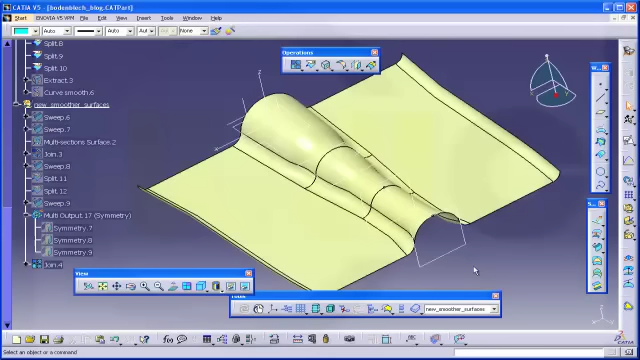 CATIA V5 - [bodenblech_blog.CATPart]
Start ENOVIA V5 VPM File Edit View Insert Tools Window Help
Auto Auto Aut None
Split.8
Split.9
Split.10
Extract.3
Curve smooth.6
new_smoother_surfaces
Sweep.6
Sweep.7
Multi-sections Surface.2
Join.3
Sweep.8
Split.11
Split.12
Sweep.9
Multi Output.17 (Symmetry)
Symmetry.7
Symmetry.8
Symmetry.9
Join.4
Operations
z
W...
S...
View
new_smoother_surfaces
Select an object or a command
CATIA